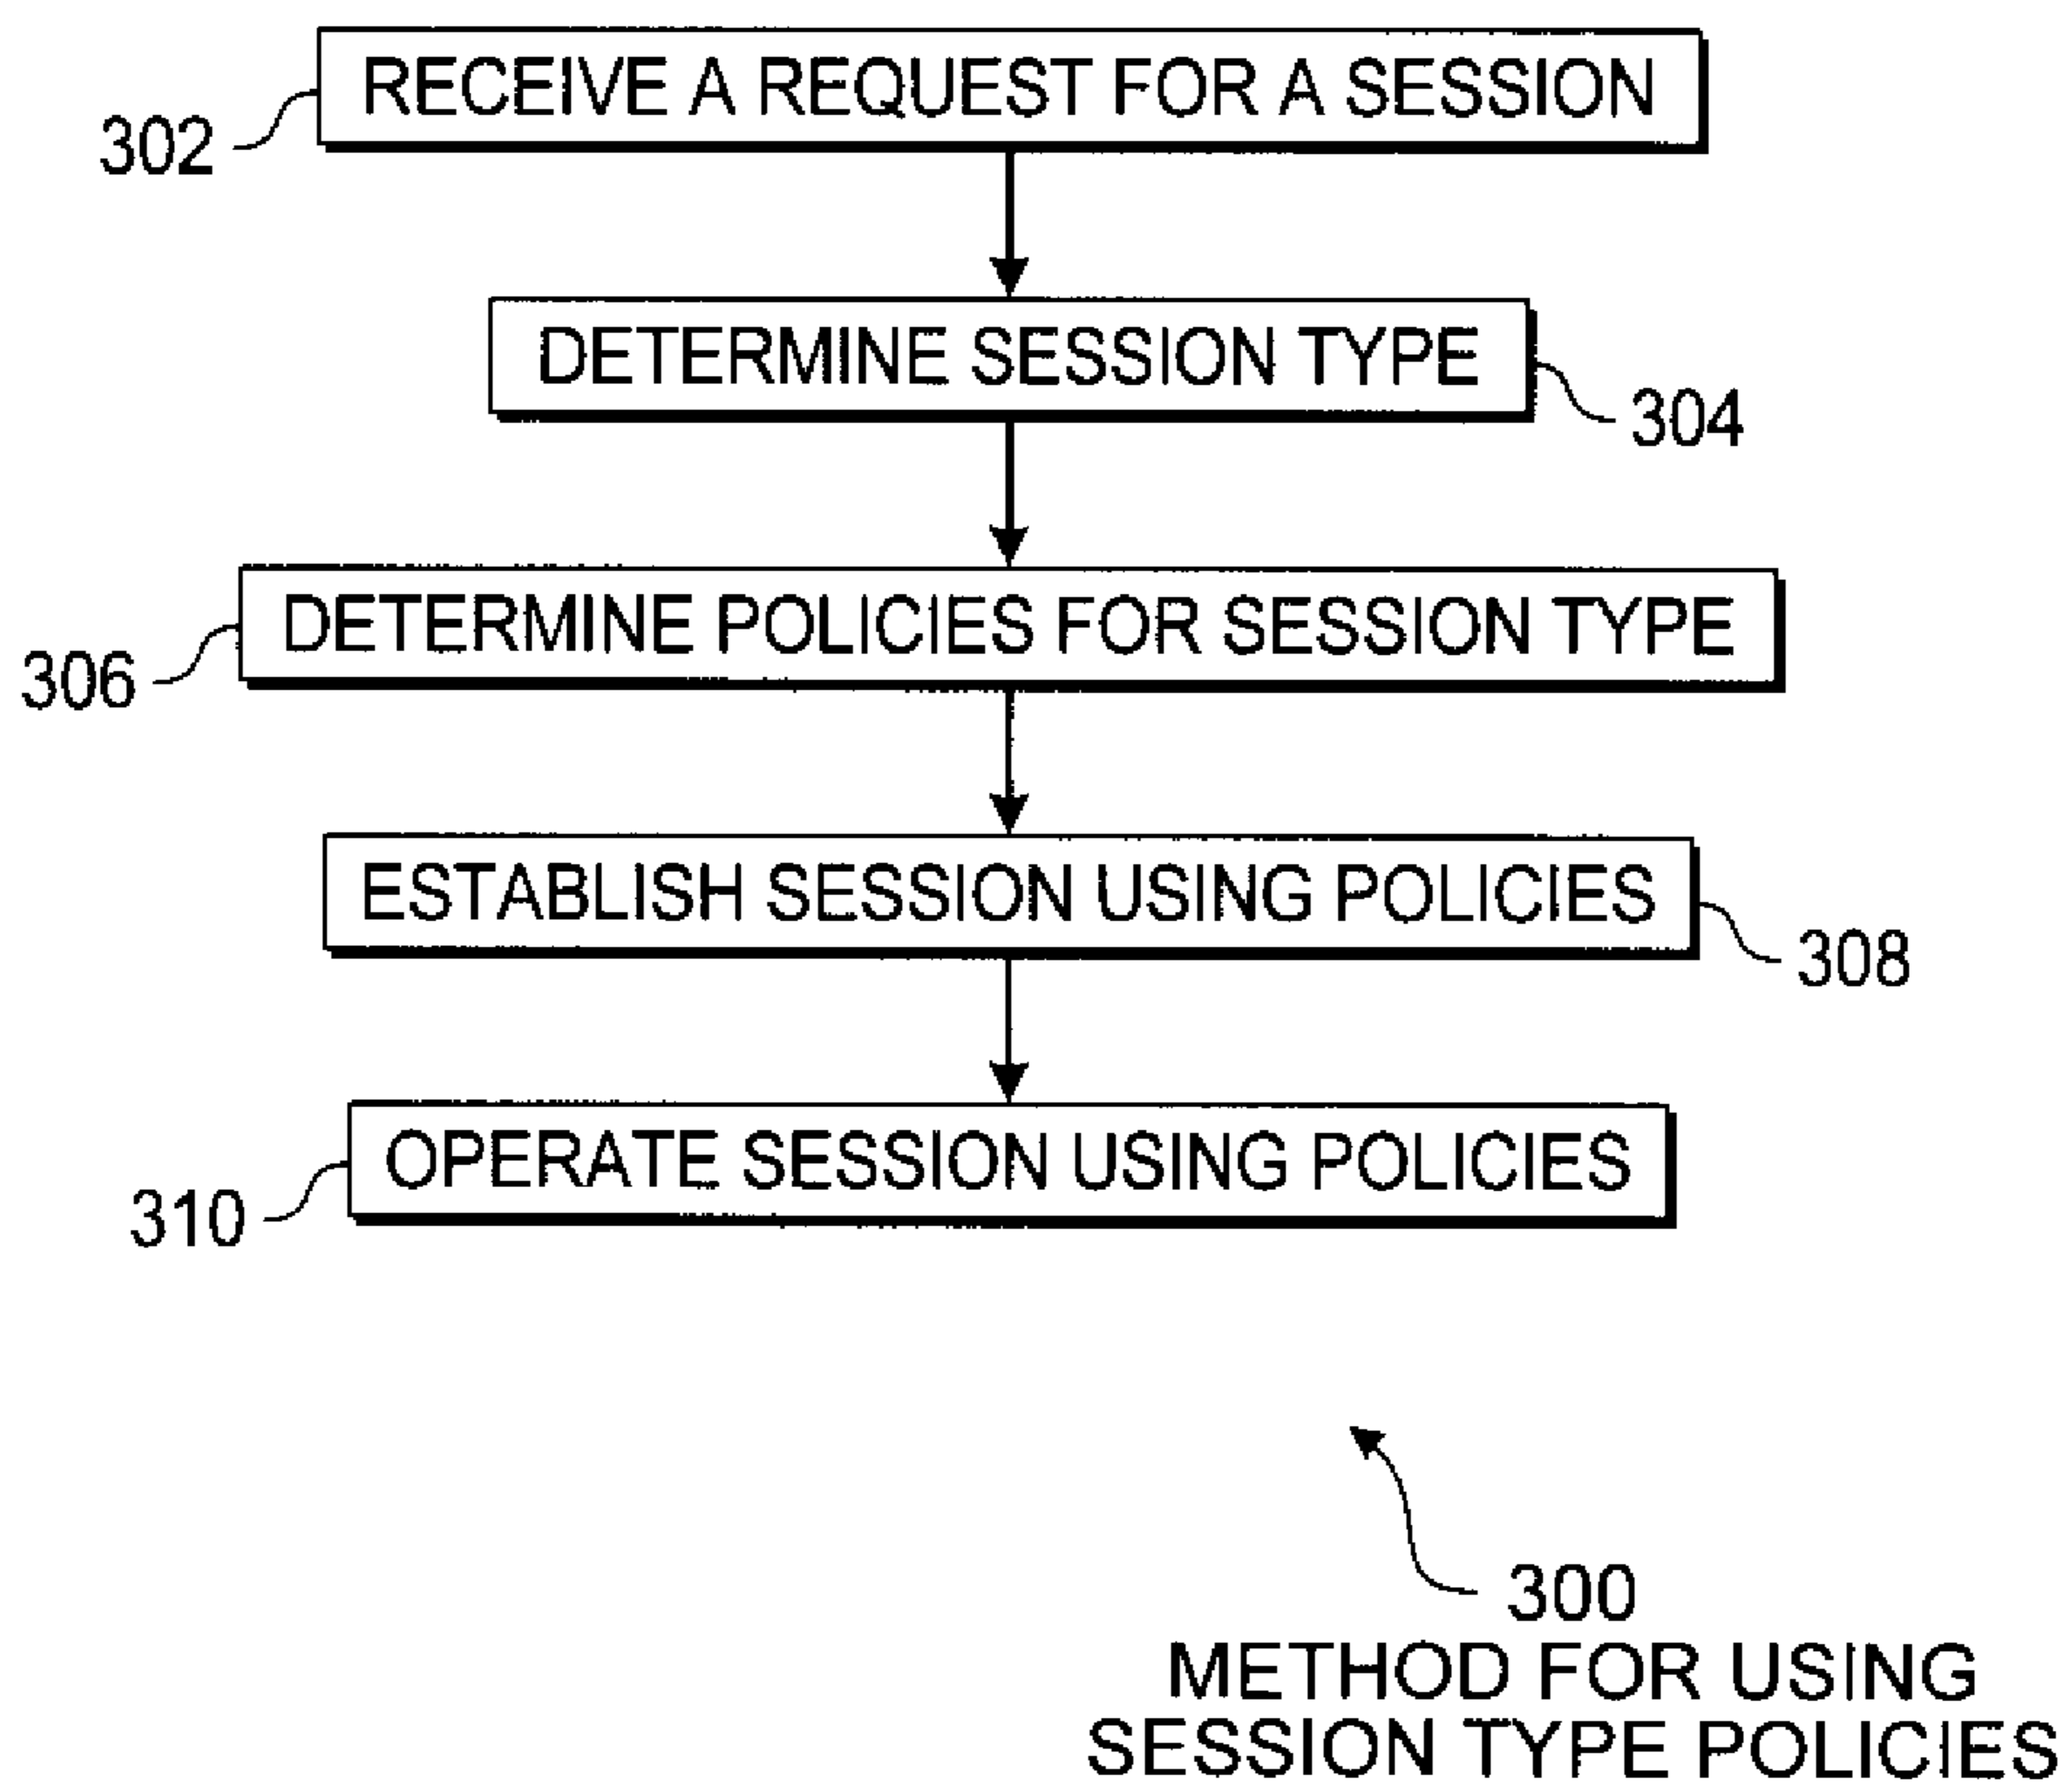 RECEIVE A REQUEST FOR A SESSION
302
DETERMINE SESSION TYPE
304
DETERMINE POLICIES FOR SESSION TYPE
306
ESTABLISH SESSION USING POLICIES
308
OPERATE SESSION USING POLICIES
310
300
METHOD FOR USING
SESSION TYPE POLICIES